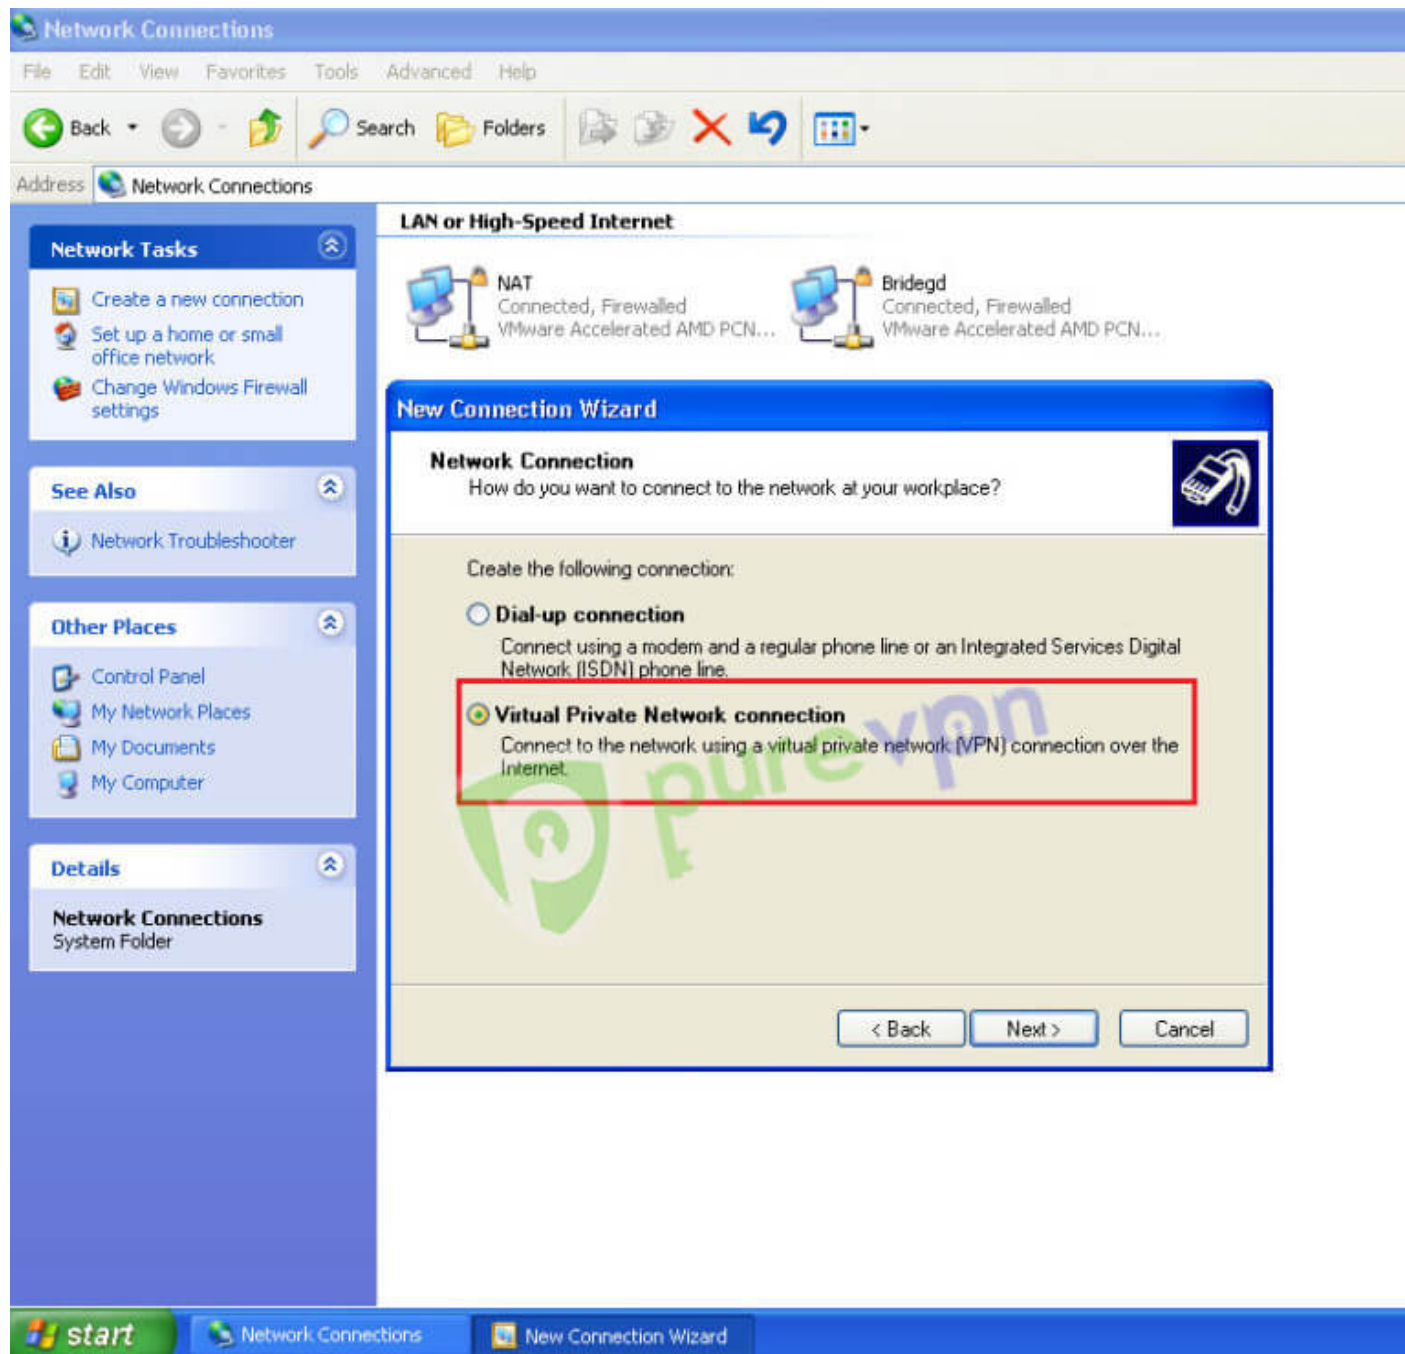 Network Connections
File Edit View Favorites Tools Advanced Help
Back Search Folders
Address Network Connections
LAN or High-Speed Internet
Network Tasks
Create a new connection
Set up a home or small
office network
Change Windows Firewall
settings
NAT
Connected, Firewalled
VMware Accelerated AMD PCN...
Bridegd
Connected, Firewalled
VMware Accelerated AMD PCN...
See Also
Network Troubleshooter
Other Places
Control Panel
My Network Places
My Documents
My Computer
Details
Network Connections
System Folder
New Connection Wizard
Network Connection
How do you want to connect to the network at your workplace?
Create the following connection:
Dial-up connection
Connect using a modem and a regular phone line or an Integrated Services Digital
Network (ISDN) phone line.
Virtual Private Network connection
Connect to the network using a virtual private network (VPN) connection over the
Internet.
purevpn
< Back Next > Cancel
start Network Connections New Connection Wizard